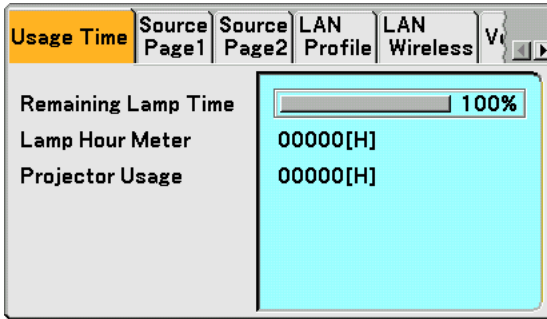 Usage Time
Source Page1
Source Page2
LAN Profile
LAN Wireless
Remaining Lamp Time 100%
Lamp Hour Meter 00000[H]
Projector Usage 00000[H]